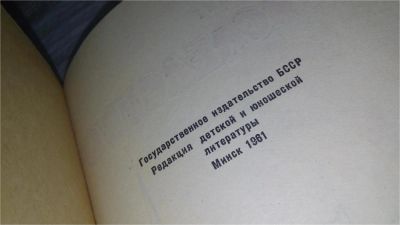 Государственное издательство БССР
Редакция детской и юношеской
литературы
Минск 1961